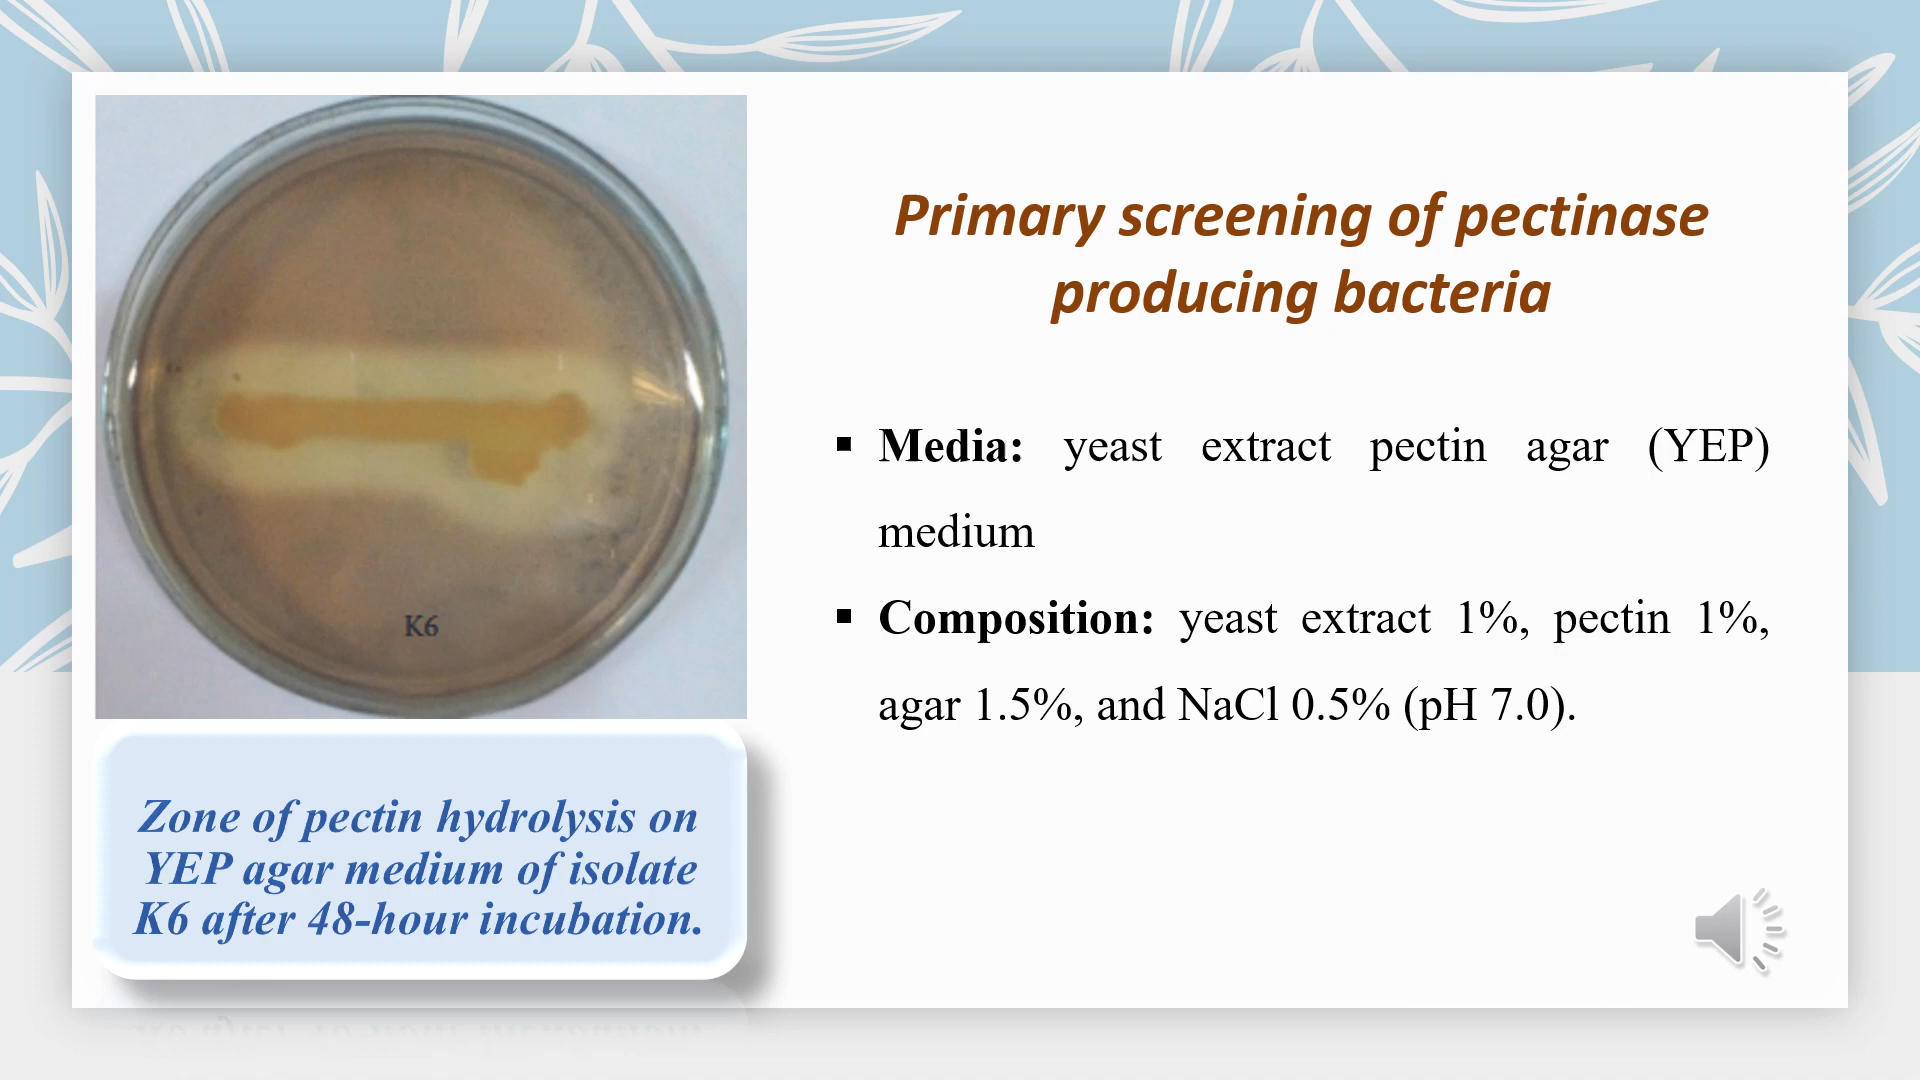 Primary screening of pectinase
producing bacteria
K6
▪ Media: yeast extract pectin agar (YEP)
medium
▪ Composition: yeast extract 1%, pectin 1%,
agar 1.5%, and NaCl 0.5% (pH 7.0).
Zone of pectin hydrolysis on
YEP agar medium of isolate
K6 after 48-hour incubation.